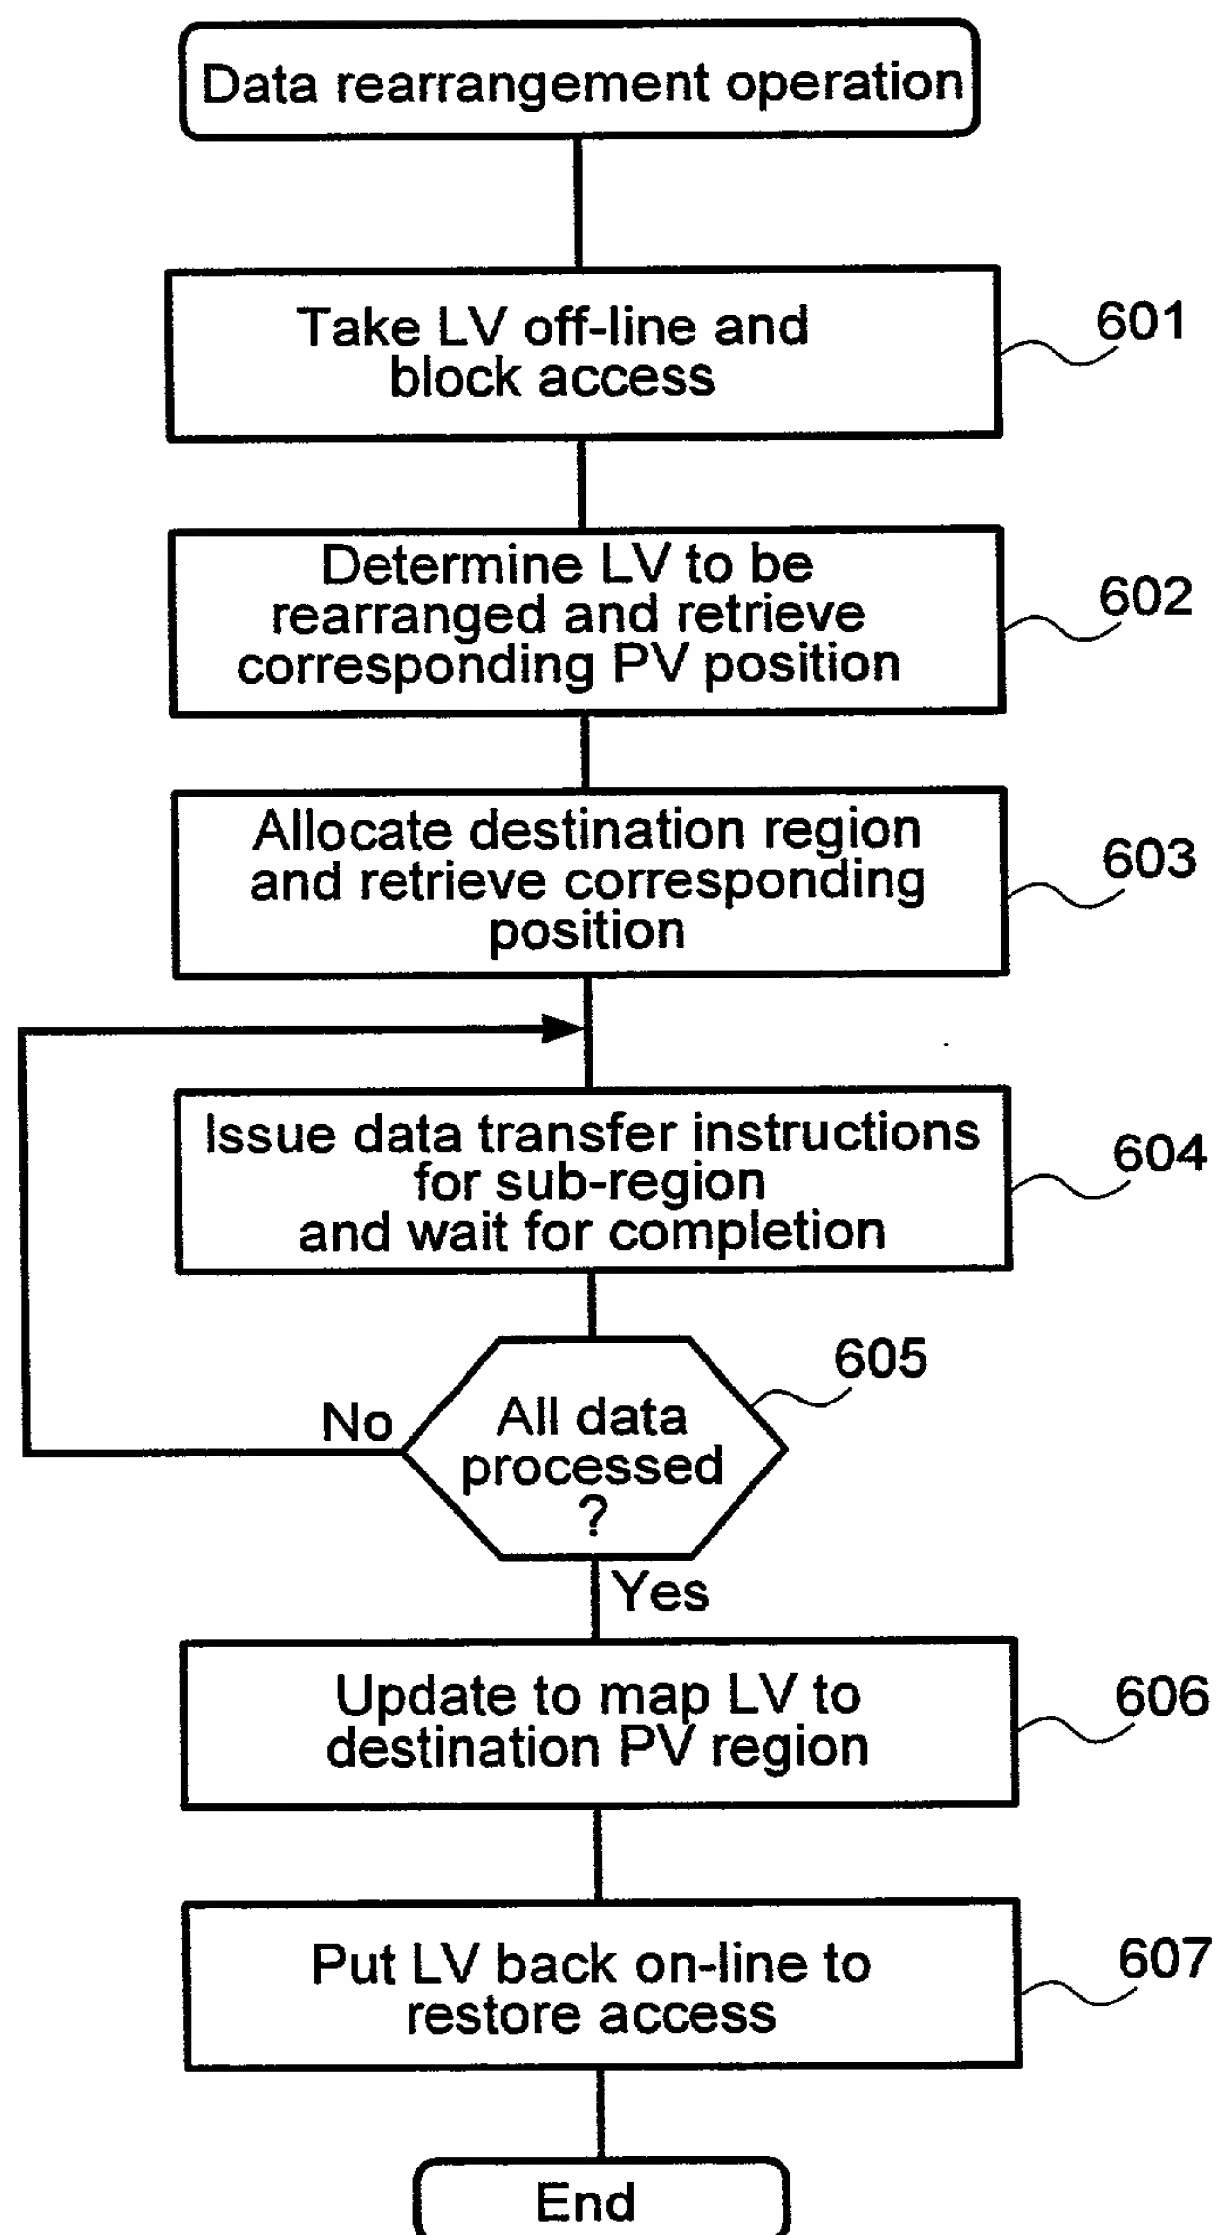 Data rearrangement operation
Take LV off-line and
block access
601
Determine LV to be
rearranged and retrieve
corresponding PV position
602
Allocate destination region
and retrieve corresponding
position
603
Issue data transfer instructions
for sub-region
and wait for completion
604
605
No
All data
processed
?
Yes
Update to map LV to
destination PV region
606
Put LV back on-line to
restore access
607
End